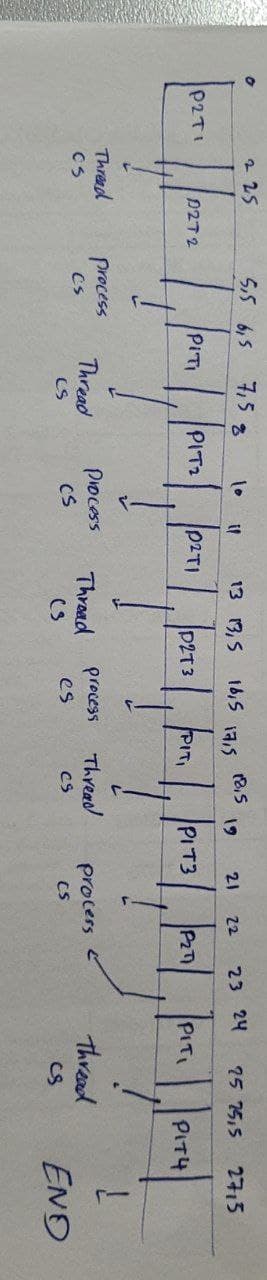 0 2 25 5,5 6,5 7,5 8 10 11 13 13,5 16,5 17,5 18,5 19 21 22 23 24 25 25,5 27,5
P2T1 P2T2 P1T1 P1T2 P2T1 P2T3 P1T1 P1T3 P2T1 P1T1 P1T4
Thread process Thread process Thread process Thread process Thread
CS CS CS CS CS CS CS CS CS
END